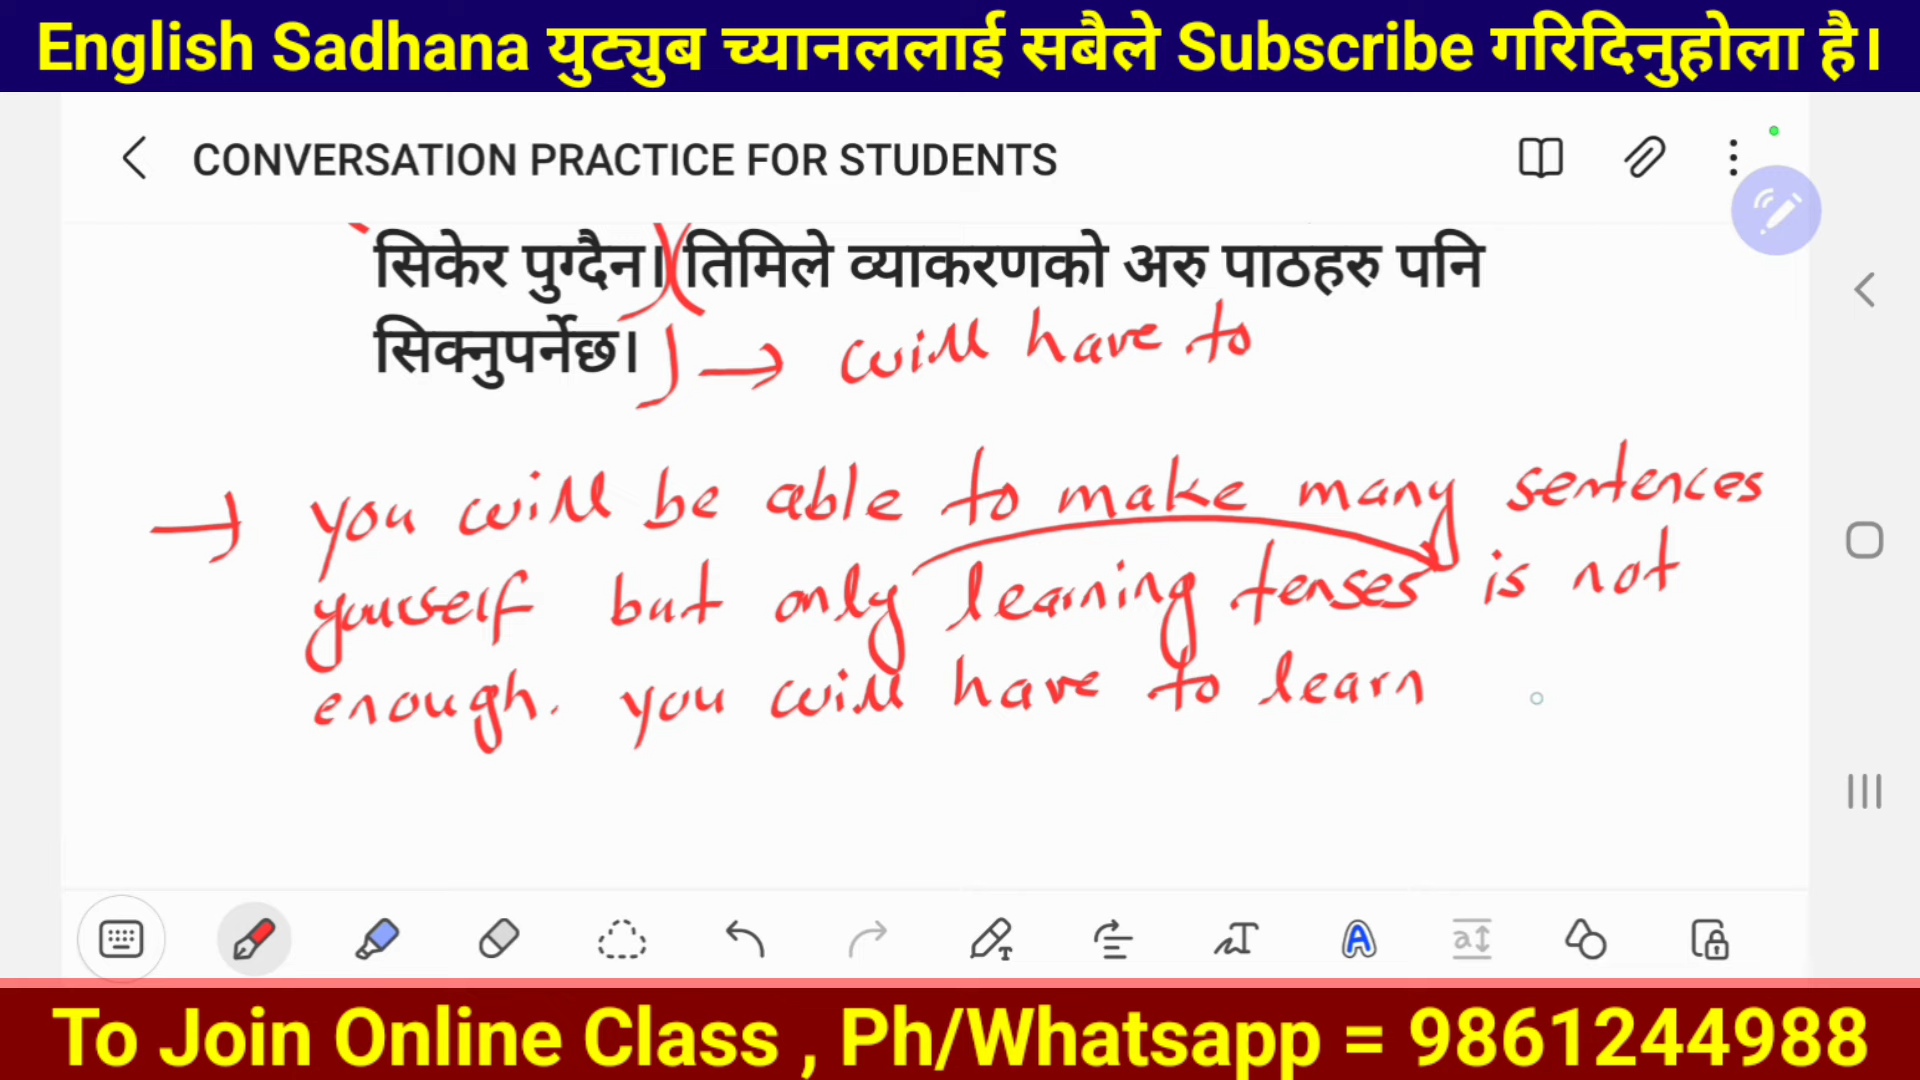 English Sadhana युट्युब च्यानललाई सबैले Subscribe गरिदिनुहोला है।
CONVERSATION PRACTICE FOR STUDENTS
सिकेर पुग्दैन। तिमिले व्याकरणको अरु पाठहरु पनि
सिक्नुपर्नेछ। → will have to
→ you will be able to make many sentences
yourself but only learning tenses is not
enough. you will have to learn
To Join Online Class , Ph/Whatsapp = 9861244988